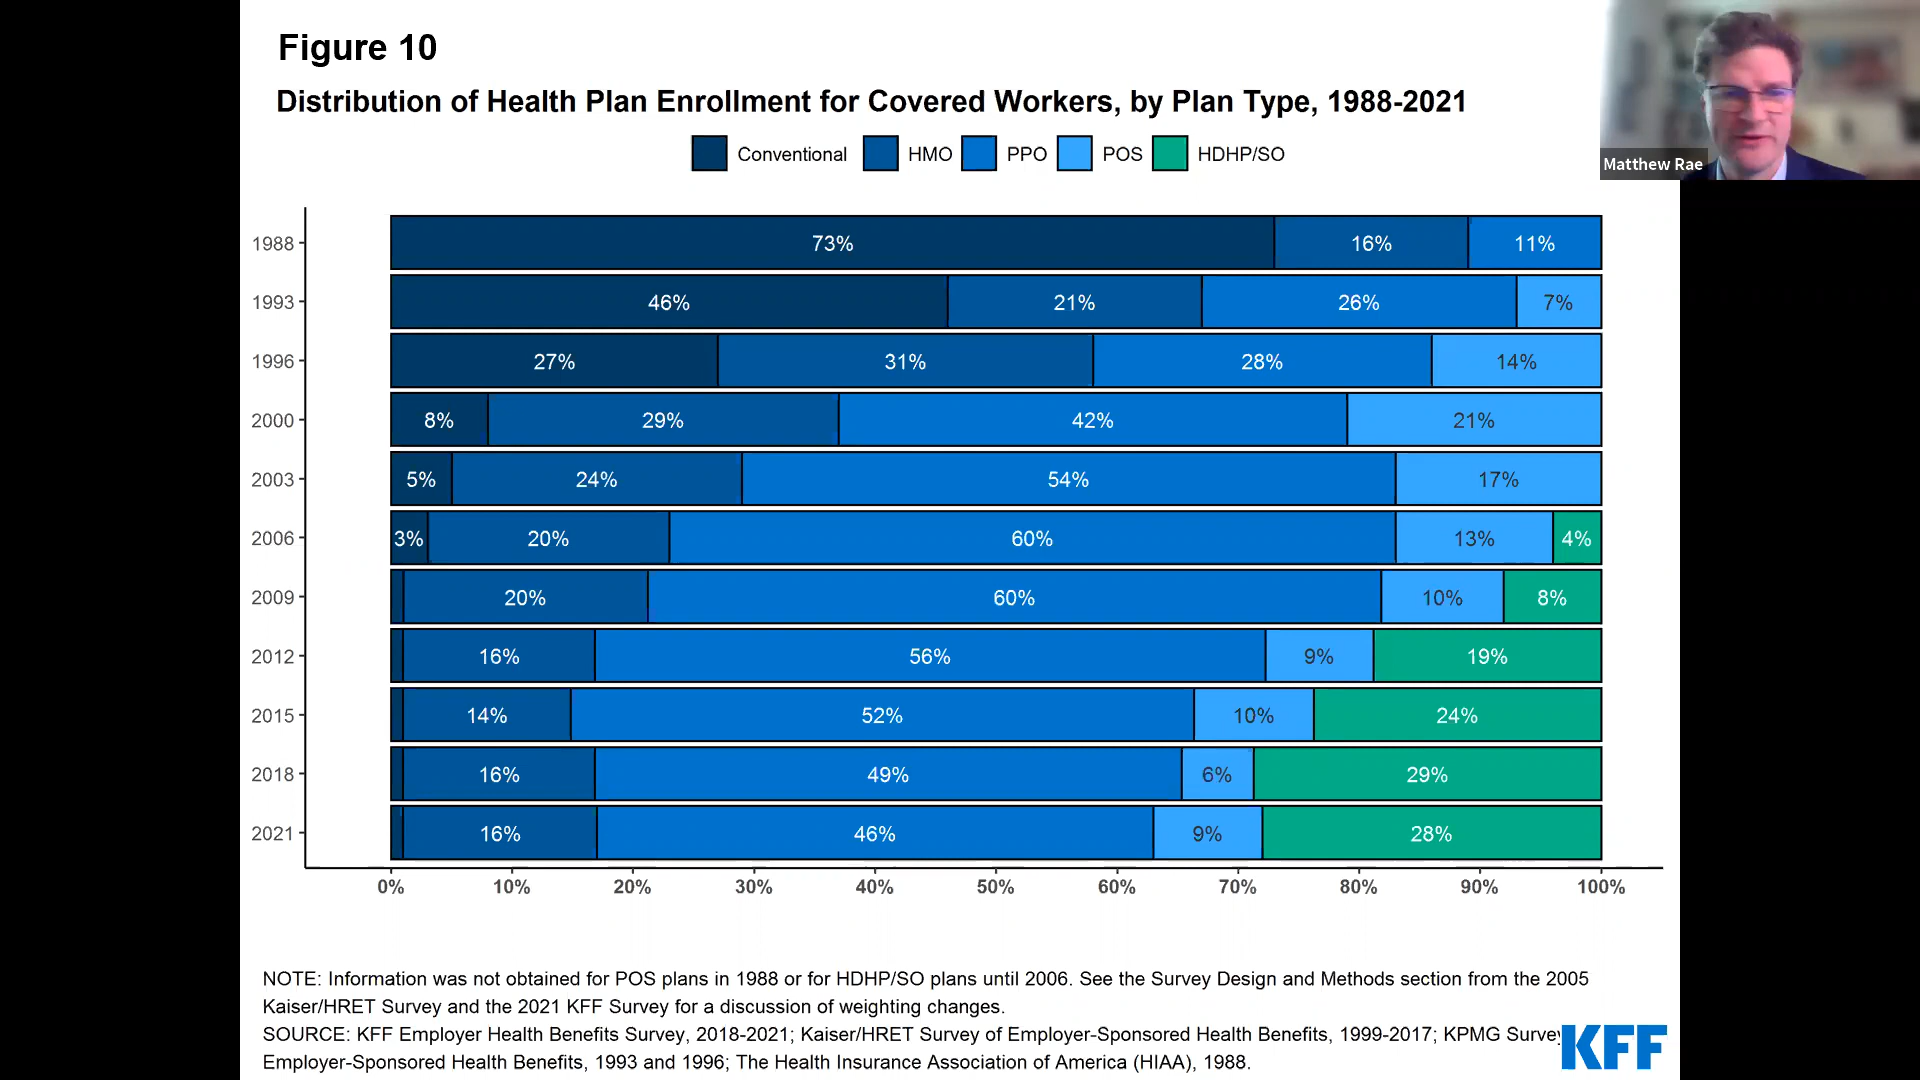 Figure 10
Distribution of Health Plan Enrollment for Covered Workers, by Plan Type, 1988-2021
Conventional HMO PPO POS HDHP/SO
Matthew Rae
1988 73% 16% 11%
1993 46% 21% 26% 7%
1996 27% 31% 28% 14%
2000 8% 29% 42% 21%
2003 5% 24% 54% 17%
2006 3% 20% 60% 13% 4%
2009 20% 60% 10% 8%
2012 16% 56% 9% 19%
2015 14% 52% 10% 24%
2018 16% 49% 6% 29%
2021 16% 46% 9% 28%
0% 10% 20% 30% 40% 50% 60% 70% 80% 90% 100%
NOTE: Information was not obtained for POS plans in 1988 or for HDHP/SO plans until 2006. See the Survey Design and Methods section from the 2005
Kaiser/HRET Survey and the 2021 KFF Survey for a discussion of weighting changes.
SOURCE: KFF Employer Health Benefits Survey, 2018-2021; Kaiser/HRET Survey of Employer-Sponsored Health Benefits, 1999-2017; KPMG Survey
Employer-Sponsored Health Benefits, 1993 and 1996; The Health Insurance Association of America (HIAA), 1988.
KFF